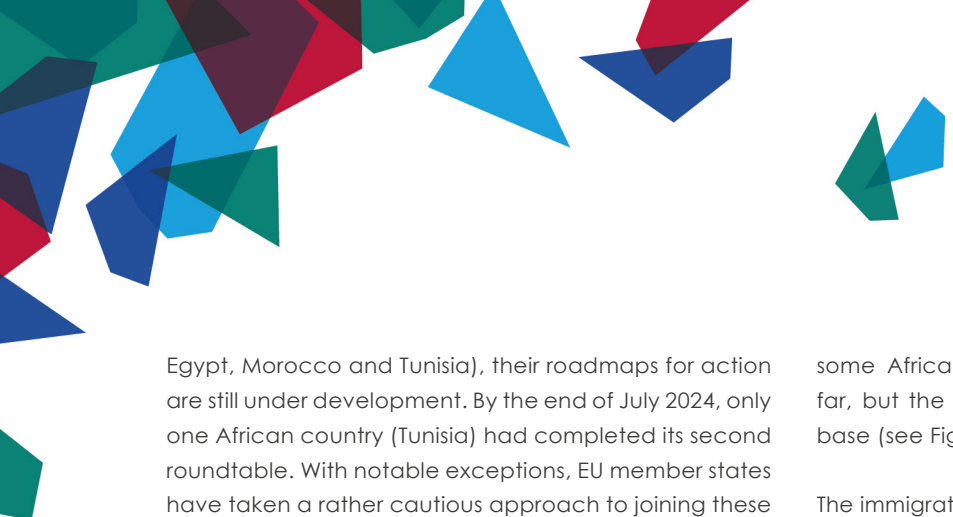 Egypt, Morocco and Tunisia), their roadmaps for action
are still under development. By the end of July 2024, only
one African country (Tunisia) had completed its second
roundtable. With notable exceptions, EU member states
have taken a rather cautious approach to joining these
some Africa
far, but the
base (see Fig
The immigrat